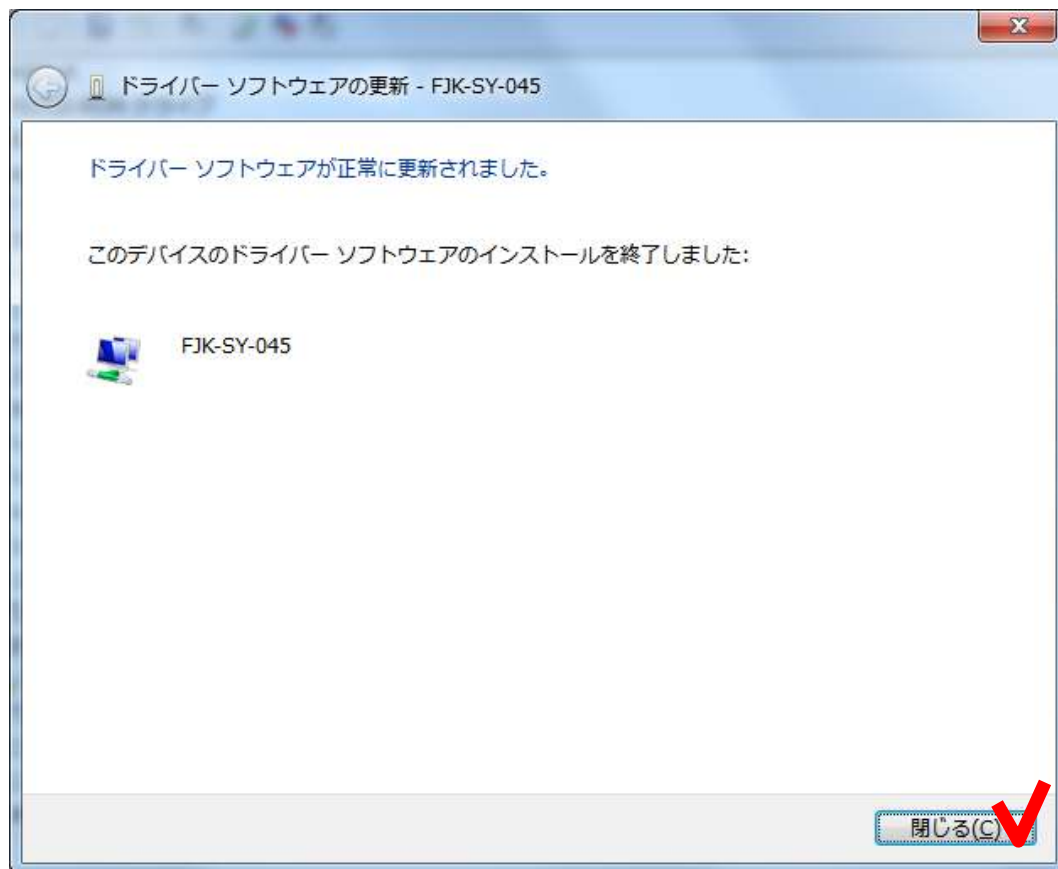 ドライバー ソフトウェアの更新 - FJK-SY-045
ドライバー ソフトウェアが正常に更新されました。
このデバイスのドライバー ソフトウェアのインストールを終了しました:
FJK-SY-045
閉じる(C)